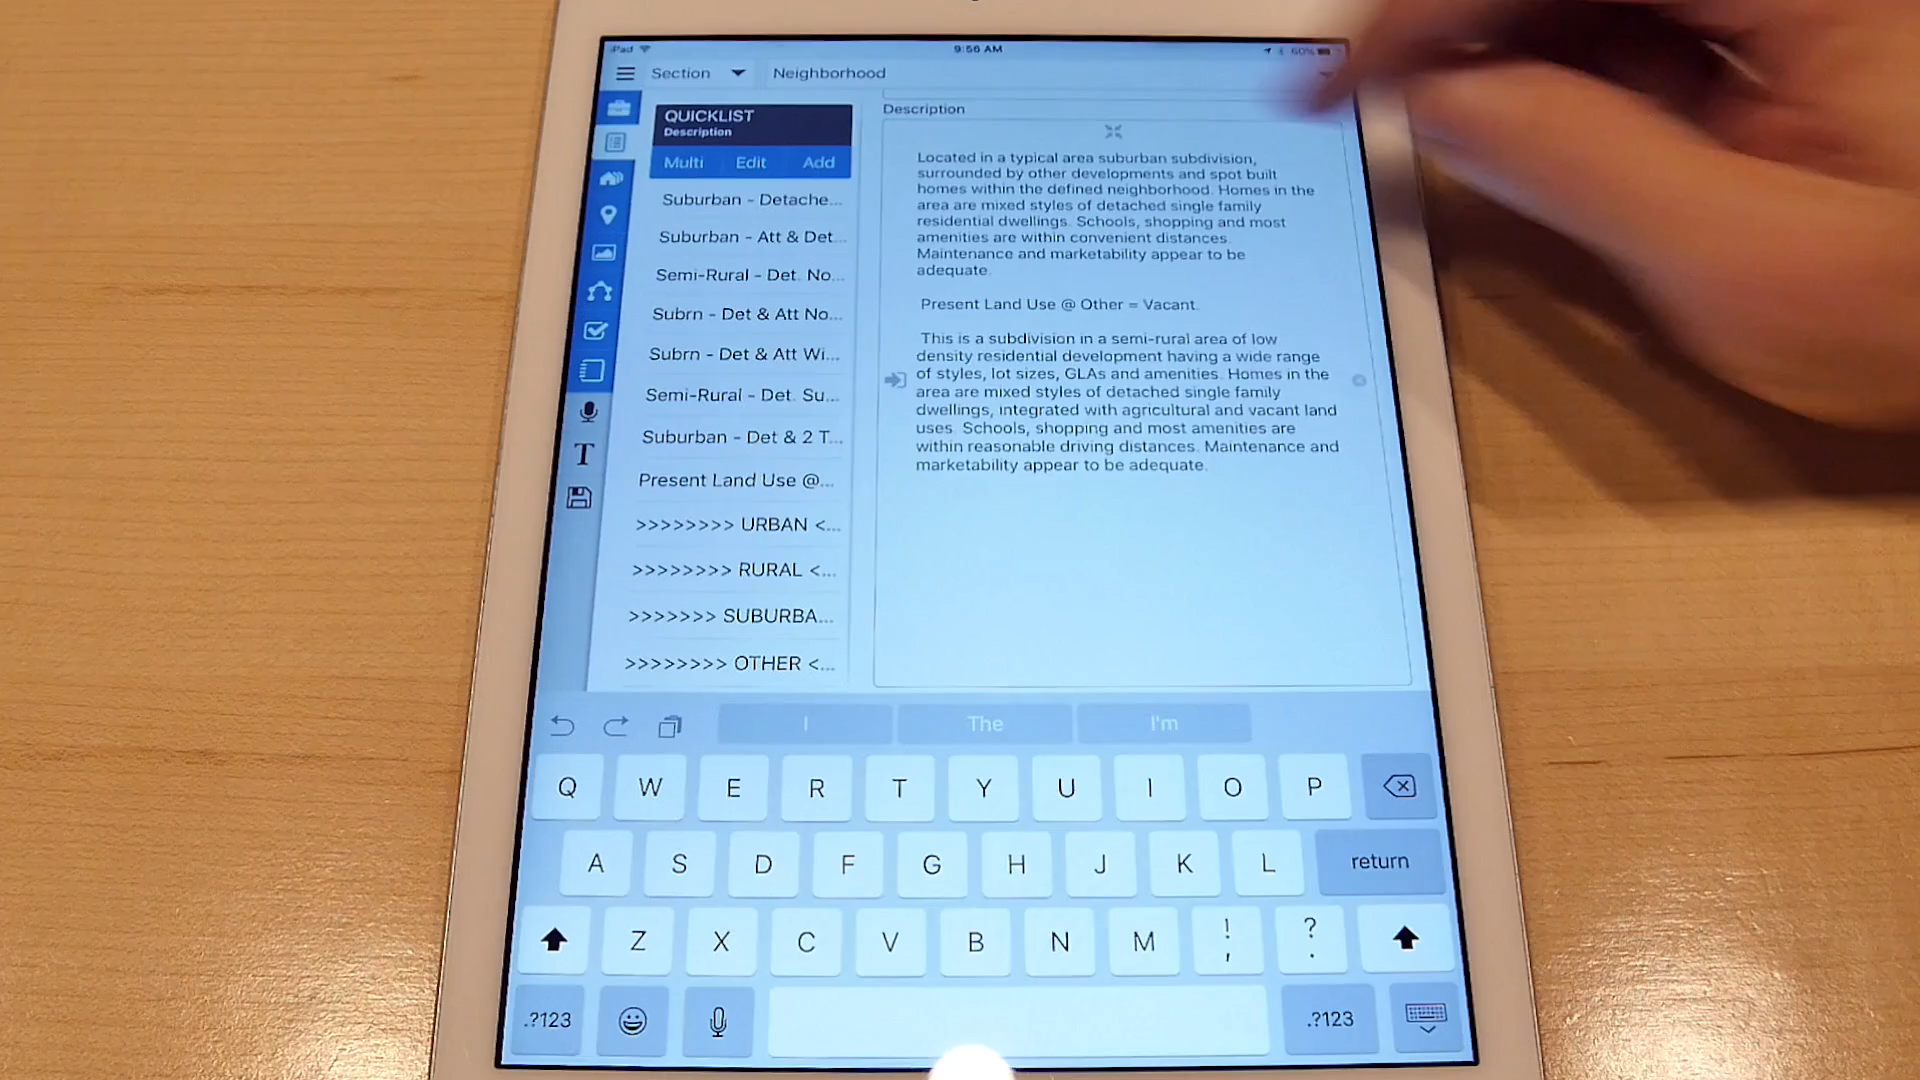 iPad
9:56 AM
60%
Section
Neighborhood
QUICKLIST
Description
Multi Edit Add
Suburban - Detache...
Suburban - Att & Det...
Semi-Rural - Det. No...
Subrn - Det & Att No...
Subrn - Det & Att Wi...
Semi-Rural - Det. Su...
Suburban - Det & 2 T...
Present Land Use @...
>>>>>>>> URBAN <...
>>>>>>>> RURAL <...
>>>>>>> SUBURBA...
>>>>>>>> OTHER <...
Description
Located in a typical area suburban subdivision,
surrounded by other developments and spot built
homes within the defined neighborhood. Homes in the
area are mixed styles of detached single family
residential dwellings. Schools, shopping and most
amenities are within convenient distances.
Maintenance and marketability appear to be
adequate.
Present Land Use @ Other = Vacant.
This is a subdivision in a semi-rural area of low
density residential development having a wide range
of styles, lot sizes, GLAs and amenities. Homes in the
area are mixed styles of detached single family
dwellings, integrated with agricultural and vacant land
uses. Schools, shopping and most amenities are
within reasonable driving distances. Maintenance and
marketability appear to be adequate.
T
I The I'm
Q W E R T Y U I O P
A S D F G H J K L return
Z X C V B N M ! , ? .
.?123 .?123